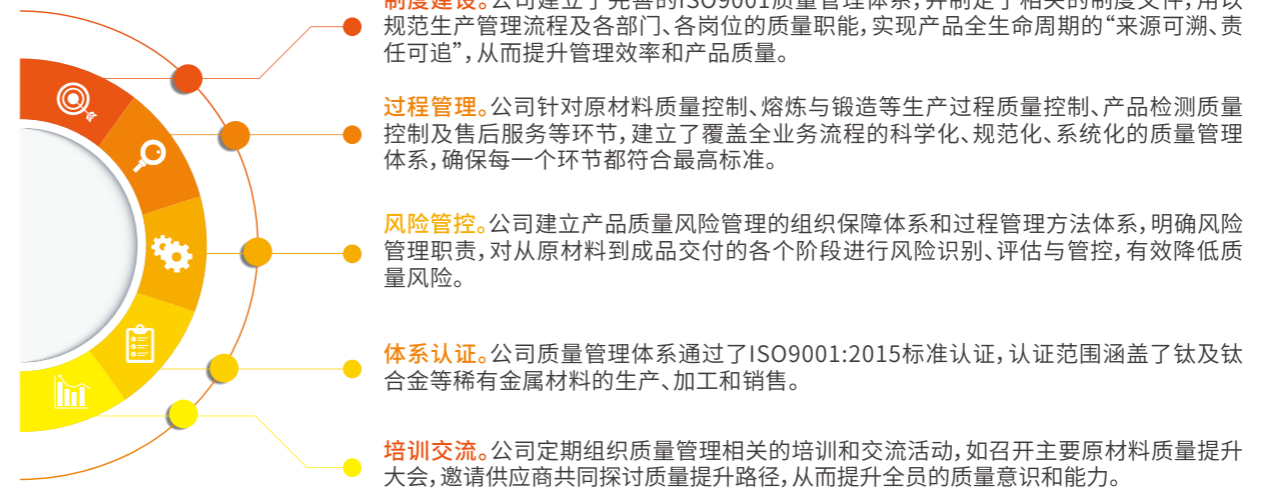 制度建设。公司建立了完善的ISO9001质量管理体系，并制定了相关的制度文件，用以
规范生产管理流程及各部门、各岗位的质量职能，实现产品全生命周期的“来源可溯、责
任可追”，从而提升管理效率和产品质量。
过程管理。公司针对原材料质量控制、熔炼与锻造等生产过程质量控制、产品检测质量
控制及售后服务等环节，建立了覆盖全业务流程的科学化、规范化、系统化的质量管理
体系，确保每一个环节都符合最高标准。
风险管控。公司建立产品质量风险管理的组织保障体系和过程管理方法体系，明确风险
管理职责，对从原材料到成品交付的各个阶段进行风险识别、评估与管控，有效降低质
量风险。
体系认证。公司质量管理体系通过了ISO9001:2015标准认证，认证范围涵盖了钛及钛
合金等稀有金属材料的生产、加工和销售。
培训交流。公司定期组织质量管理相关的培训和交流活动，如召开主要原材料质量提升
大会，邀请供应商共同探讨质量提升路径，从而提升全员的质量意识和能力。